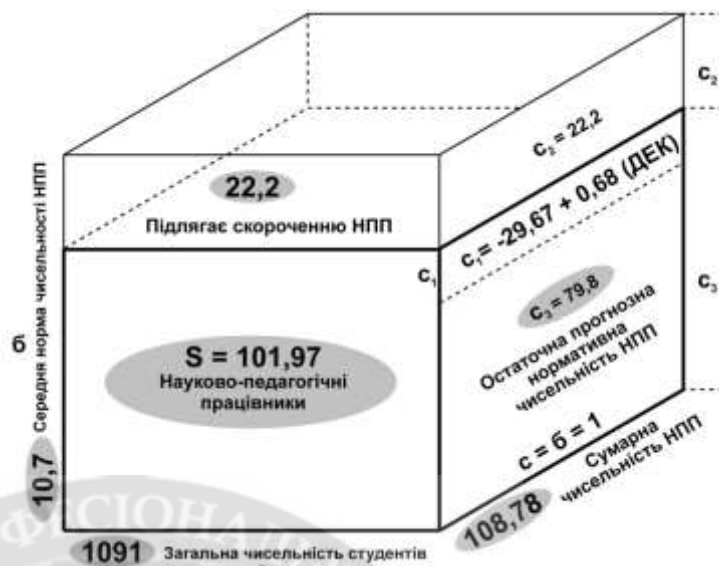 c₂
c₂ = 22,2
22,2
Підлягає скороченню НПП
c₁= -29,67 + 0,68 (ДЕК)
c₁
c₃
c₃ = 79,8
Остаточна прогнозна
нормативна
чисельність НПП
б
Середня норма чисельності НПП
10,7
S = 101,97
Науково-педагогічні
працівники
c = б = 1
Сумарна
чисельність НПП
108,78
1091 Загальна чисельність студентів